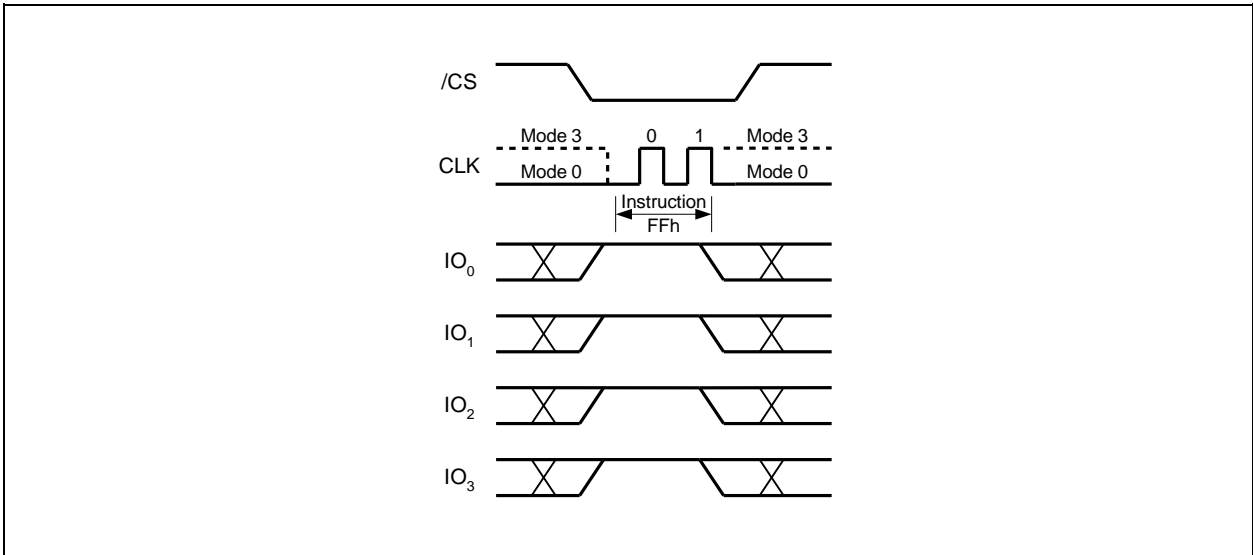 /CS
Mode 3 0 1 Mode 3
CLK Mode 0 Mode 0
Instruction
FFh
IO0
IO1
IO2
IO3